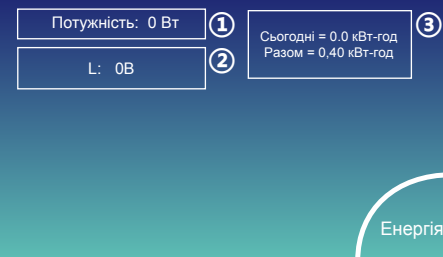 Потужність: 0 Вт
①
L: 0В
②
Сьогодні = 0.0 кВт-год
Разом = 0,40 кВт-год
③
Енергія